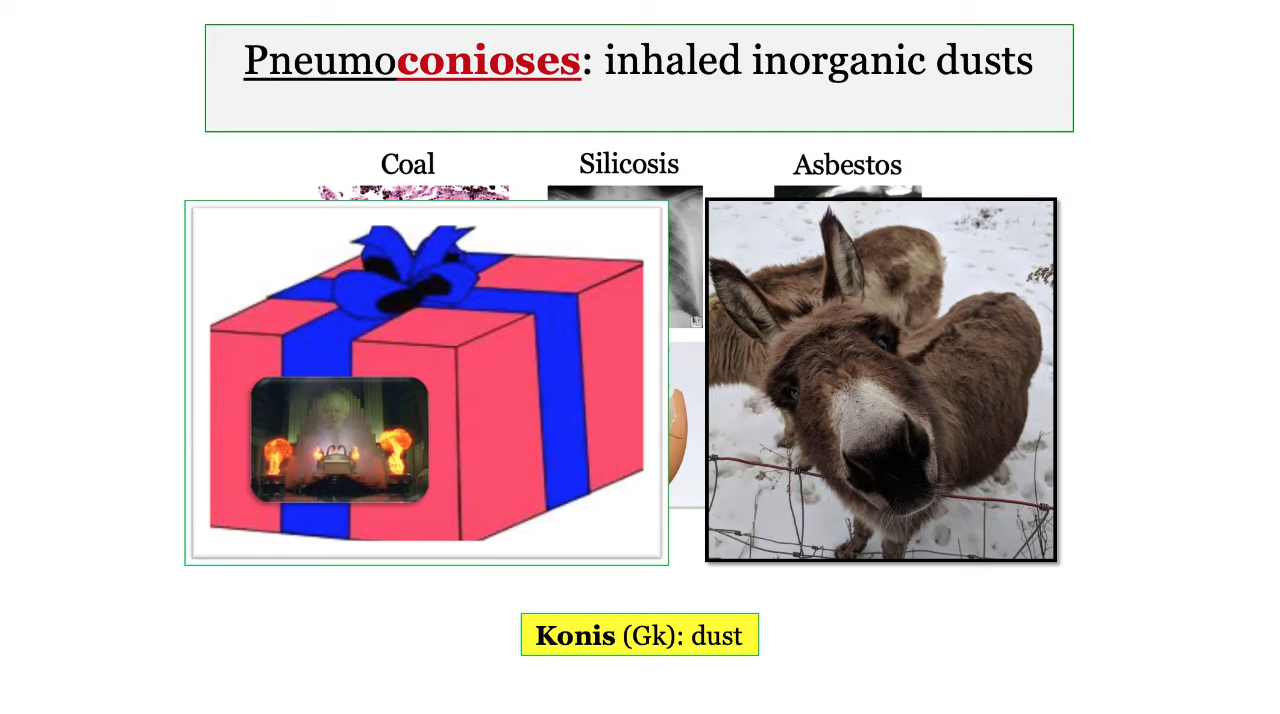 Pneumoconioses: inhaled inorganic dusts
Coal
Silicosis
Asbestos
Konis (Gk): dust